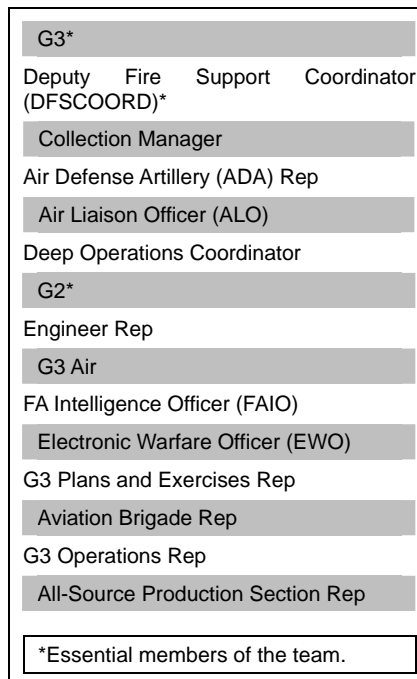 G3*
Deputy Fire Support Coordinator
(DFSCOORD)*
Collection Manager
Air Defense Artillery (ADA) Rep
Air Liaison Officer (ALO)
Deep Operations Coordinator
G2*
Engineer Rep
G3 Air
FA Intelligence Officer (FAIO)
Electronic Warfare Officer (EWO)
G3 Plans and Exercises Rep
Aviation Brigade Rep
G3 Operations Rep
All-Source Production Section Rep
*Essential members of the team.